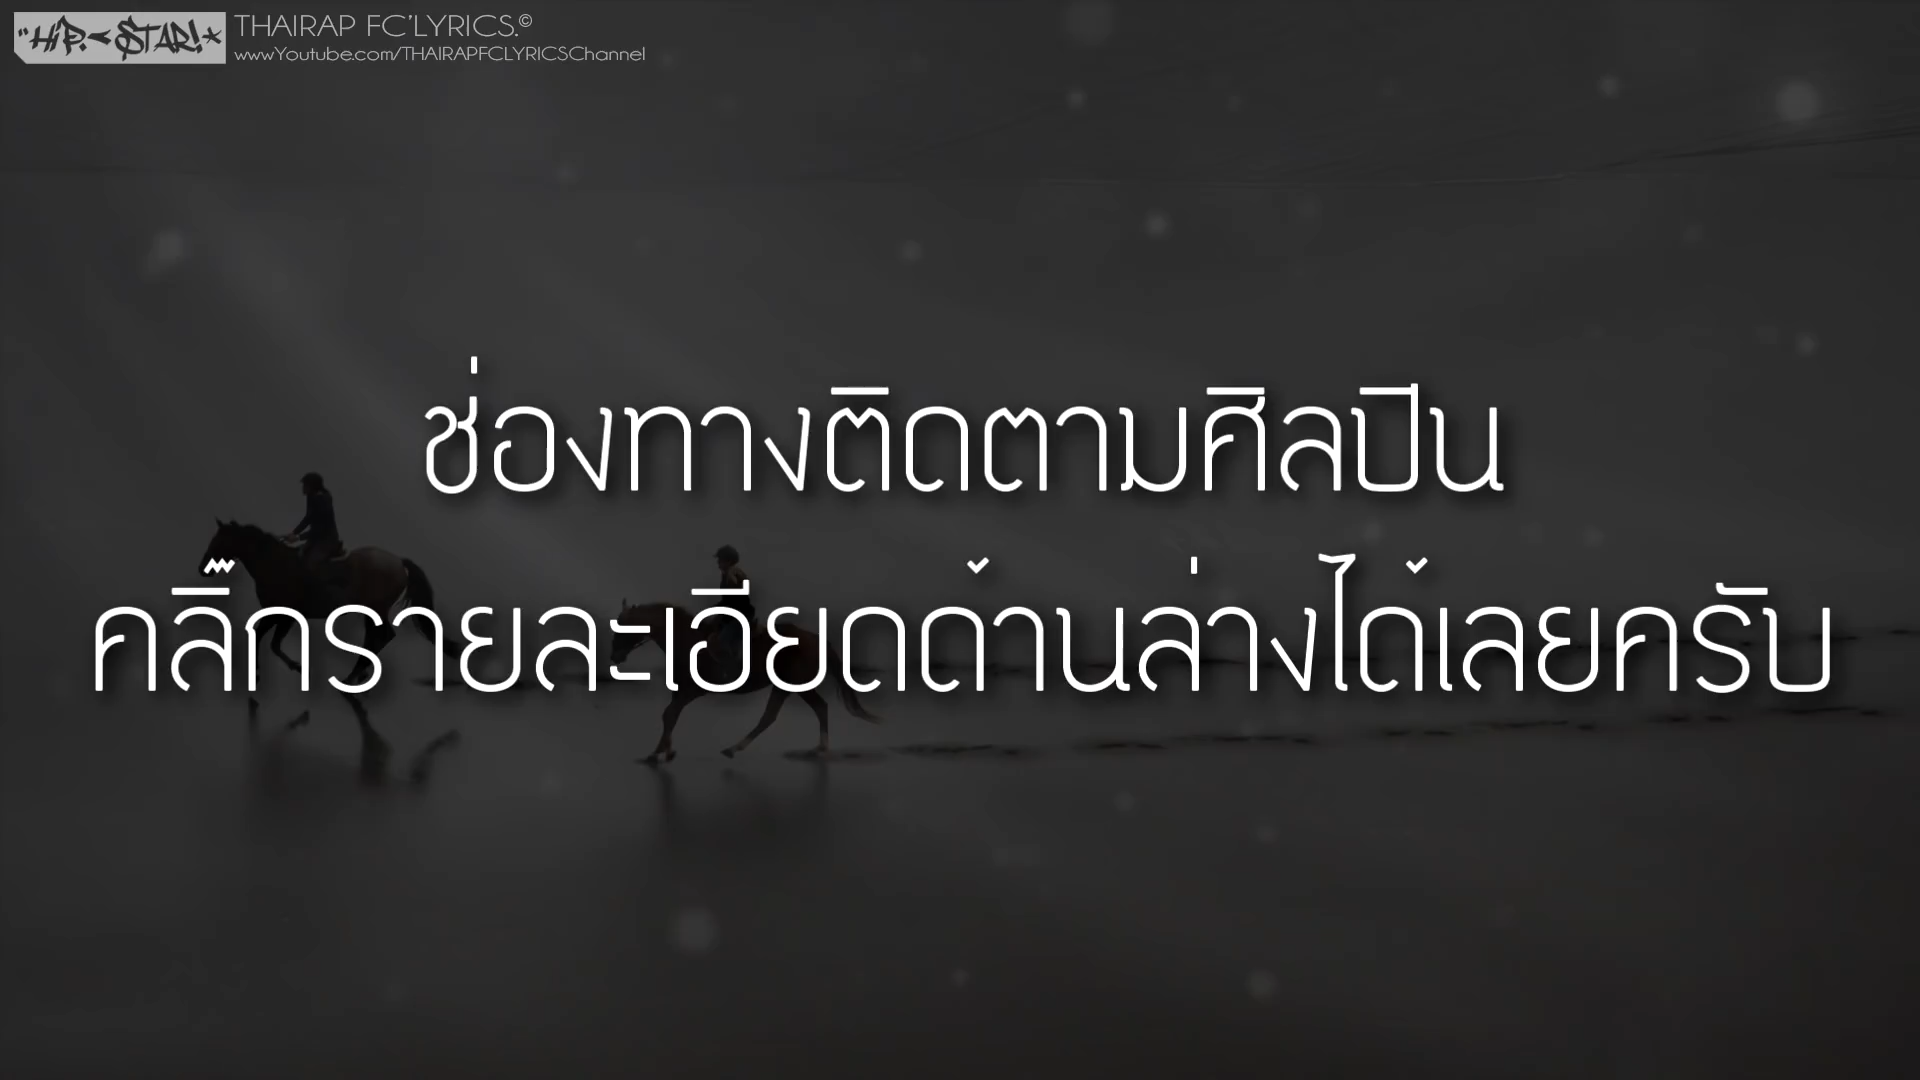 "HiP.-STAR!*
THAIRAP FC'LYRICS.©
www.Youtube.com/THAIRAPFCLYRICSChannel
ช่องทางติดตามศิลปิน
คลิ๊กรายละเอียดด้านล่างได้เลยครับ